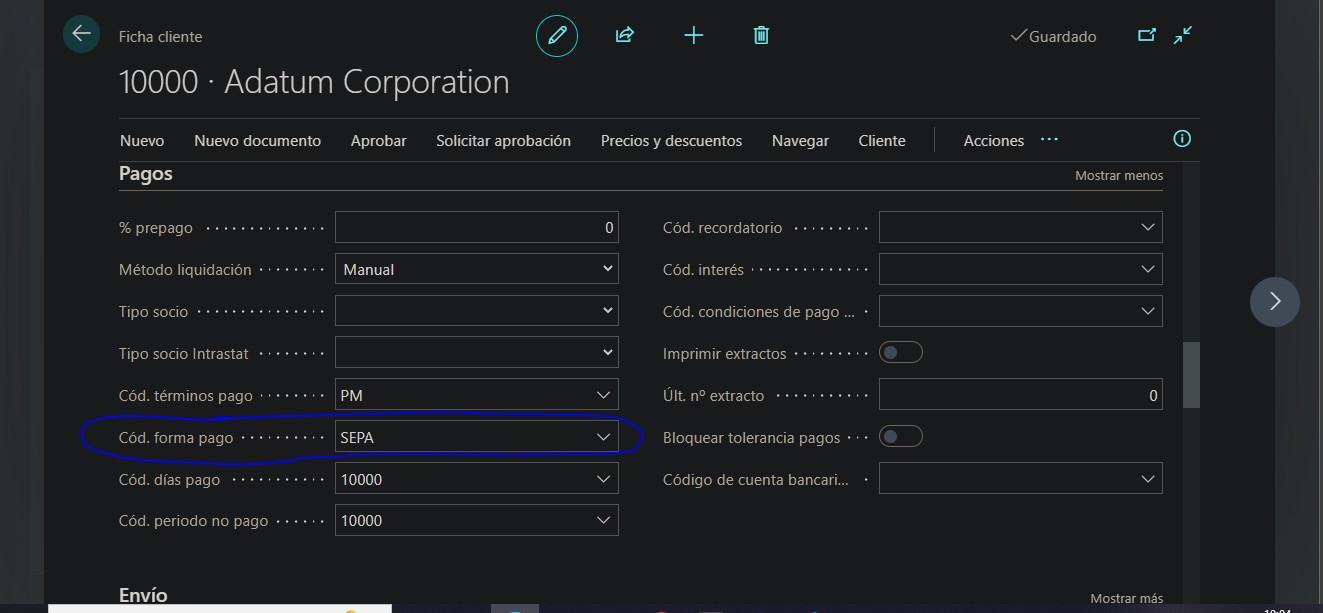 Ficha cliente
Guardado
10000 · Adatum Corporation
Nuevo Nuevo documento Aprobar Solicitar aprobación Precios y descuentos Navegar Cliente Acciones ...
Pagos
Mostrar menos
% prepago 0
Método liquidación Manual
Tipo socio
Tipo socio Intrastat
Cód. términos pago PM
Cód. forma pago SEPA
Cód. días pago 10000
Cód. periodo no pago 10000
Cód. recordatorio
Cód. interés
Cód. condiciones de pago ...
Imprimir extractos
Últ. nº extracto 0
Bloquear tolerancia pagos
Código de cuenta bancari...
Envío
Mostrar más